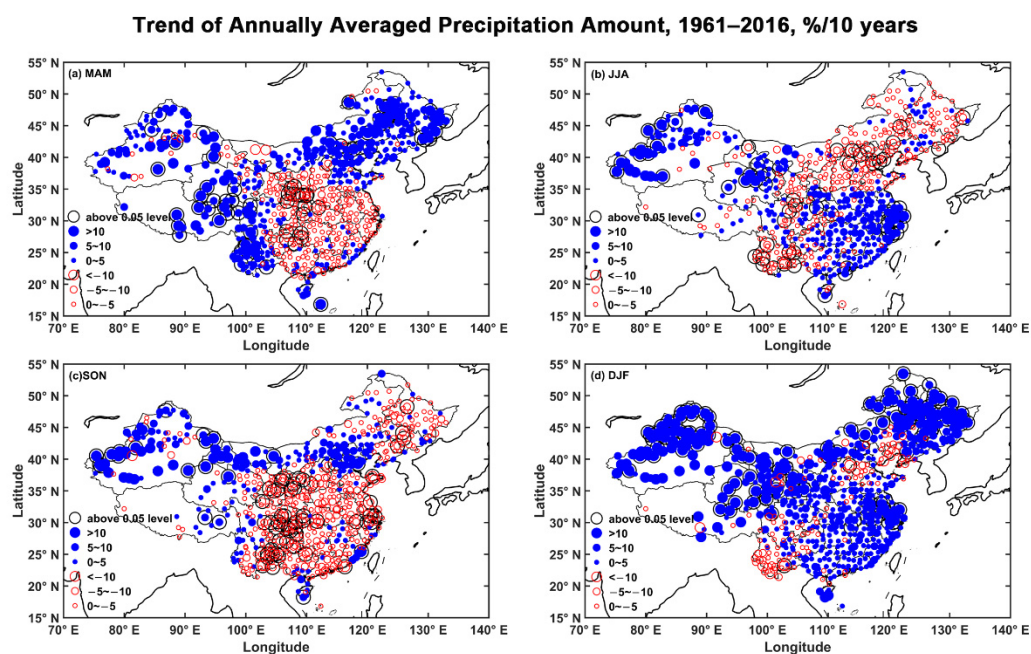 Trend of Annually Averaged Precipitation Amount, 1961–2016, %/10 years
(a) MAM
55° N
50° N
45° N
40° N
35° N
30° N
25° N
20° N
15° N
Latitude
above 0.05 level
>10
5~10
0~5
<−10
−5~−10
0~−5
70° E 80° E 90° E 100° E 110° E 120° E 130° E 140° E
Longitude
(b) JJA
55° N
50° N
45° N
40° N
35° N
30° N
25° N
20° N
15° N
Latitude
above 0.05 level
>10
5~10
0~5
<−10
−5~−10
0~−5
70° E 80° E 90° E 100° E 110° E 120° E 130° E 140° E
Longitude
(c)SON
55° N
50° N
45° N
40° N
35° N
30° N
25° N
20° N
15° N
Latitude
above 0.05 level
>10
5~10
0~5
<−10
−5~−10
0~−5
70° E 80° E 90° E 100° E 110° E 120° E 130° E 140° E
Longitude
(d) DJF
55° N
50° N
45° N
40° N
35° N
30° N
25° N
20° N
15° N
Latitude
above 0.05 level
>10
5~10
0~5
<−10
−5~−10
0~−5
70° E 80° E 90° E 100° E 110° E 120° E 130° E 140° E
Longitude